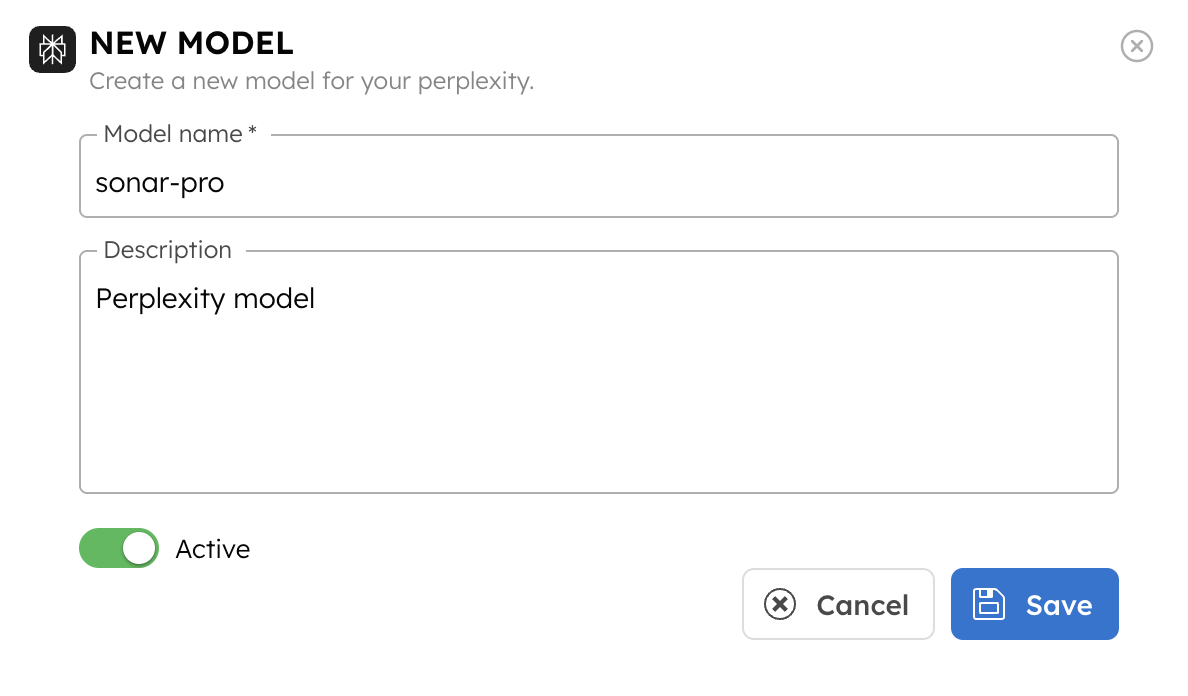 NEW MODEL
Create a new model for your perplexity.
Model name *
sonar-pro
Description
Perplexity model
Active
Cancel
Save